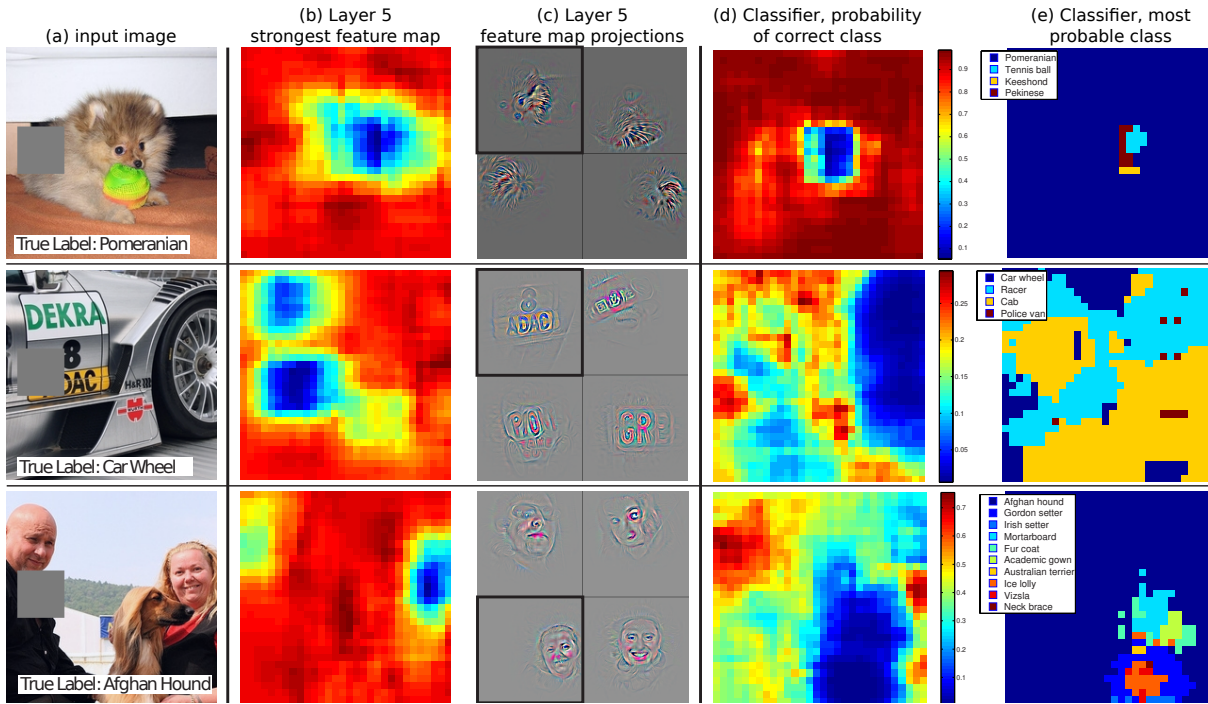 (a) input image
(b) Layer 5
strongest feature map
(c) Layer 5
feature map projections
(d) Classifier, probability
of correct class
(e) Classifier, most
probable class
True Label: Pomeranian
0.9
0.8
0.7
0.6
0.5
0.4
0.3
0.2
0.1
Pomeranian
Tennis ball
Keeshond
Pekinese
DEKRA
8
ADAC
WÜRTH
True Label: Car Wheel
ADAC
PO
GRE
0.25
0.2
0.15
0.1
0.05
Car wheel
Racer
Cab
Police van
True Label: Afghan Hound
0.7
0.6
0.5
0.4
0.3
0.2
0.1
Afghan hound
Gordon setter
Irish setter
Mortarboard
Fur coat
Academic gown
Australian terrier
Ice lolly
Vizsla
Neck brace